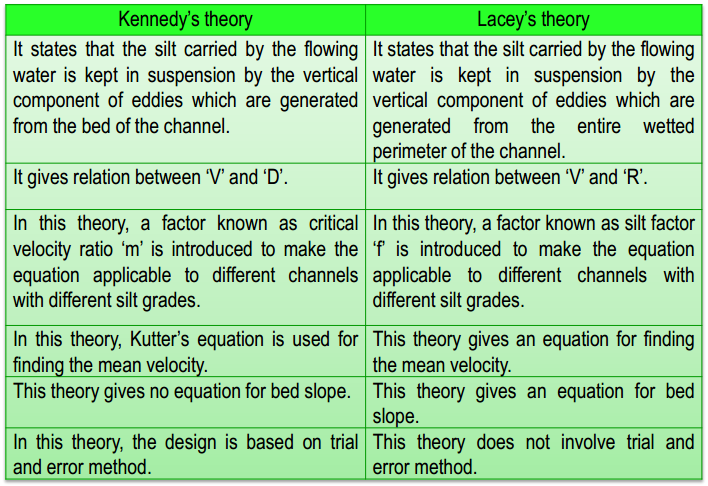 Kennedy's theory
Lacey's theory
It states that the silt carried by the flowing
water is kept in suspension by the vertical
component of eddies which are generated
from the bed of the channel.
It states that the silt carried by the flowing
water is kept in suspension by the
vertical component of eddies which are
generated from the entire wetted
perimeter of the channel.
It gives relation between ‘V’ and ‘D’.
It gives relation between ‘V’ and ‘R’.
In this theory, a factor known as critical
velocity ratio ‘m’ is introduced to make the
equation applicable to different channels
with different silt grades.
In this theory, a factor known as silt factor
‘f’ is introduced to make the equation
applicable to different channels with
different silt grades.
In this theory, Kutter's equation is used for
finding the mean velocity.
This theory gives an equation for finding
the mean velocity.
This theory gives no equation for bed slope.
This theory gives an equation for bed
slope.
In this theory, the design is based on trial
and error method.
This theory does not involve trial and
error method.